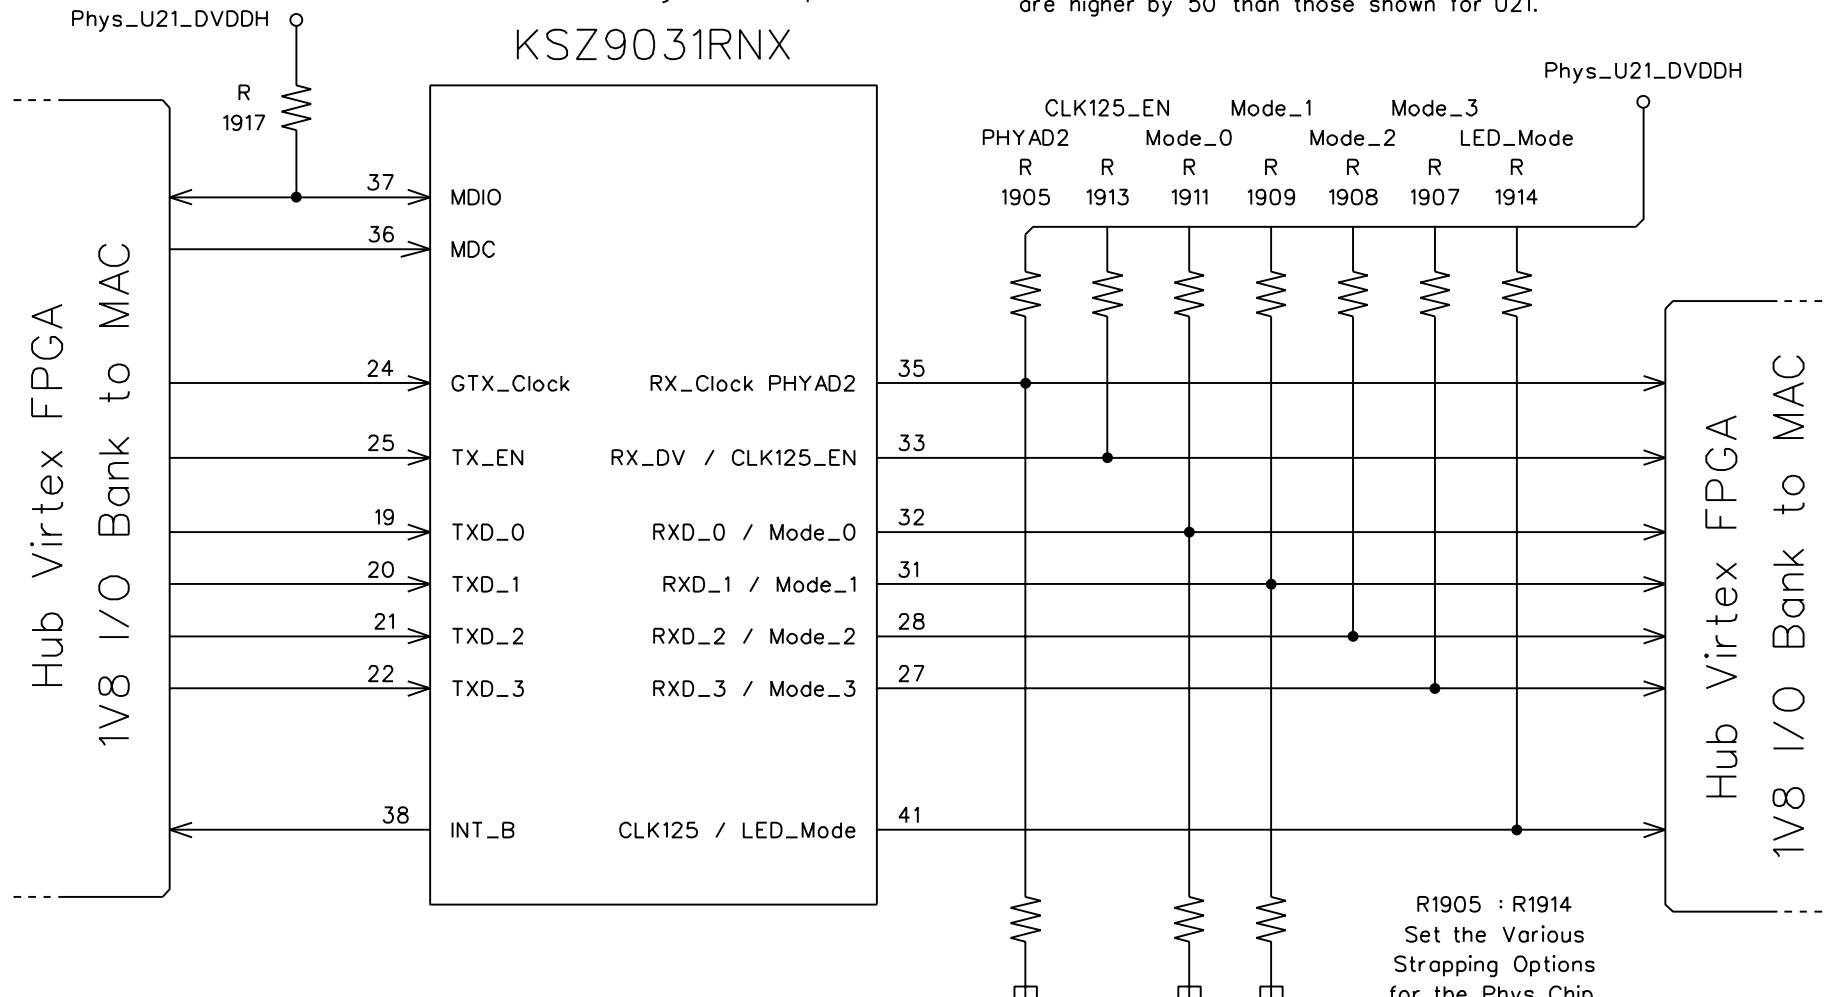 are higher by 50 than those shown for U21.
Phys_U21_DVDDH
KSZ9031RNX
Phys_U21_DVDDH
R
1917
CLK125_EN Mode_1 Mode_3
PHYAD2 Mode_0 Mode_2 LED_Mode
R R R R R R R
1905 1913 1911 1909 1908 1907 1914
37 MDIO
36 MDC
24 GTX_Clock RX_Clock PHYAD2 35
25 TX_EN RX_DV / CLK125_EN 33
19 TXD_0 RXD_0 / Mode_0 32
20 TXD_1 RXD_1 / Mode_1 31
21 TXD_2 RXD_2 / Mode_2 28
22 TXD_3 RXD_3 / Mode_3 27
38 INT_B CLK125 / LED_Mode 41
Hub Virtex FPGA
1V8 I/O Bank to MAC
Hub Virtex FPGA
1V8 I/O Bank to MAC
R1905 : R1914
Set the Various
Strapping Options
for the Phys Chip